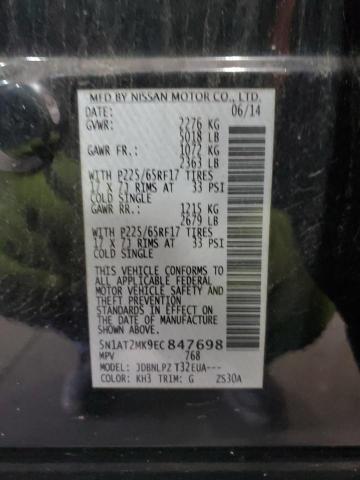 MFD BY NISSAN MOTOR CO., LTD.
DATE: 06/14
GVWR: 2276 KG
5018 LB
GAWR FR.: 1072 KG
2363 LB
WITH P225/65RF17 TIRES
17 X 7J RIMS AT 33 PSI
COLD SINGLE
GAWR RR.: 1215 KG
2679 LB
WITH P225/65RF17 TIRES
17 X 7J RIMS AT 33 PSI
COLD SINGLE
THIS VEHICLE CONFORMS TO
ALL APPLICABLE FEDERAL
MOTOR VEHICLE SAFETY AND
THEFT PREVENTION
STANDARDS IN EFFECT ON
THE DATE OF MANUFACTURE
SHOWN ABOVE.
5N1AT2MK9EC847698
MPV 768
MODEL: JDBNLPZ T32EUA---
COLOR: KH3 TRIM: G ZS30A